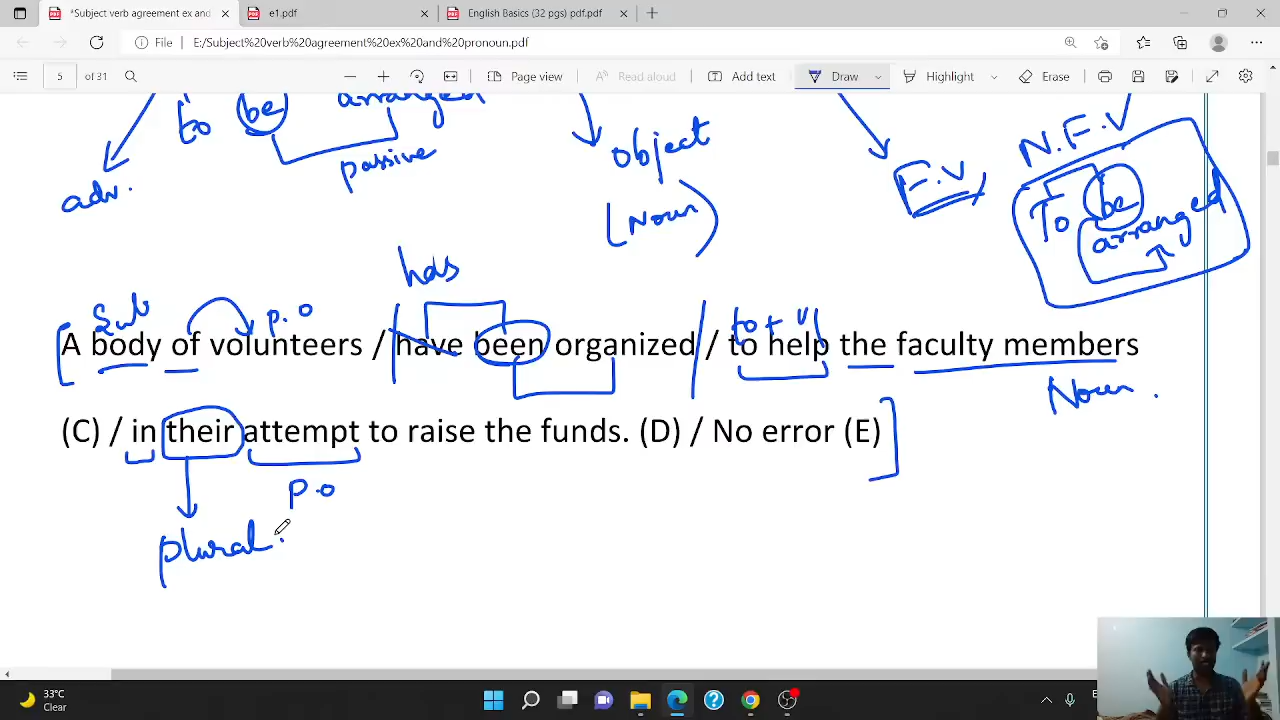 *Subject verb agreement ex and
e1.pdf
English Basics (32 pgs) pdf.pdf
File E:/Subject%20verb%20agreement%20ex%20and%20pronoun.pdf
5 of 31
Page view
Read aloud
Add text
Draw
Highlight
Erase
to be arranged
passive
adv.
object
(Noun)
F.V
N.F.V
To be
arranged
has
Sub
p.o
to + v1
A body of volunteers / have been organized / to help the faculty members
Noun.
(C) / in their attempt to raise the funds. (D) / No error (E)
p.o
plural.
33°C
Clear